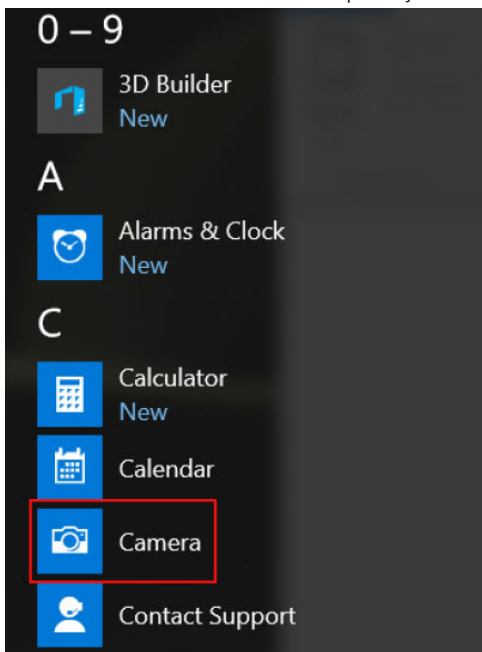 0 – 9
3D Builder
New
A
Alarms & Clock
New
C
Calculator
New
Calendar
Camera
Contact Support